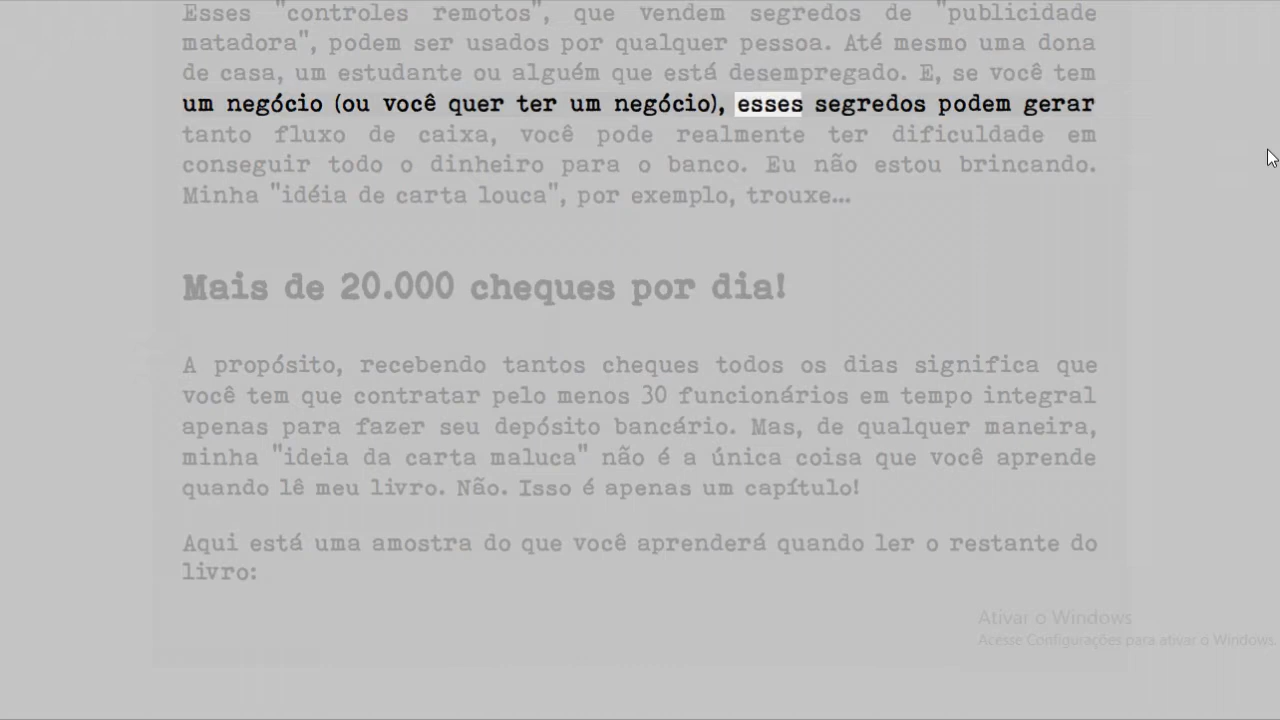 Esses "controles remotos", que vendem segredos de "publicidade
matadora", podem ser usados por qualquer pessoa. Até mesmo uma dona
de casa, um estudante ou alguém que está desempregado. E, se você tem
um negócio (ou você quer ter um negócio), esses segredos podem gerar
tanto fluxo de caixa, você pode realmente ter dificuldade em
conseguir todo o dinheiro para o banco. Eu não estou brincando.
Minha "idéia de carta louca", por exemplo, trouxe...
Mais de 20.000 cheques por dia!
A propósito, recebendo tantos cheques todos os dias significa que
você tem que contratar pelo menos 30 funcionários em tempo integral
apenas para fazer seu depósito bancário. Mas, de qualquer maneira,
minha "ideia da carta maluca" não é a única coisa que você aprende
quando lê meu livro. Não. Isso é apenas um capítulo!
Aqui está uma amostra do que você aprenderá quando ler o restante do
livro:
Ativar o Windows
Acesse Configurações para ativar o Windows.